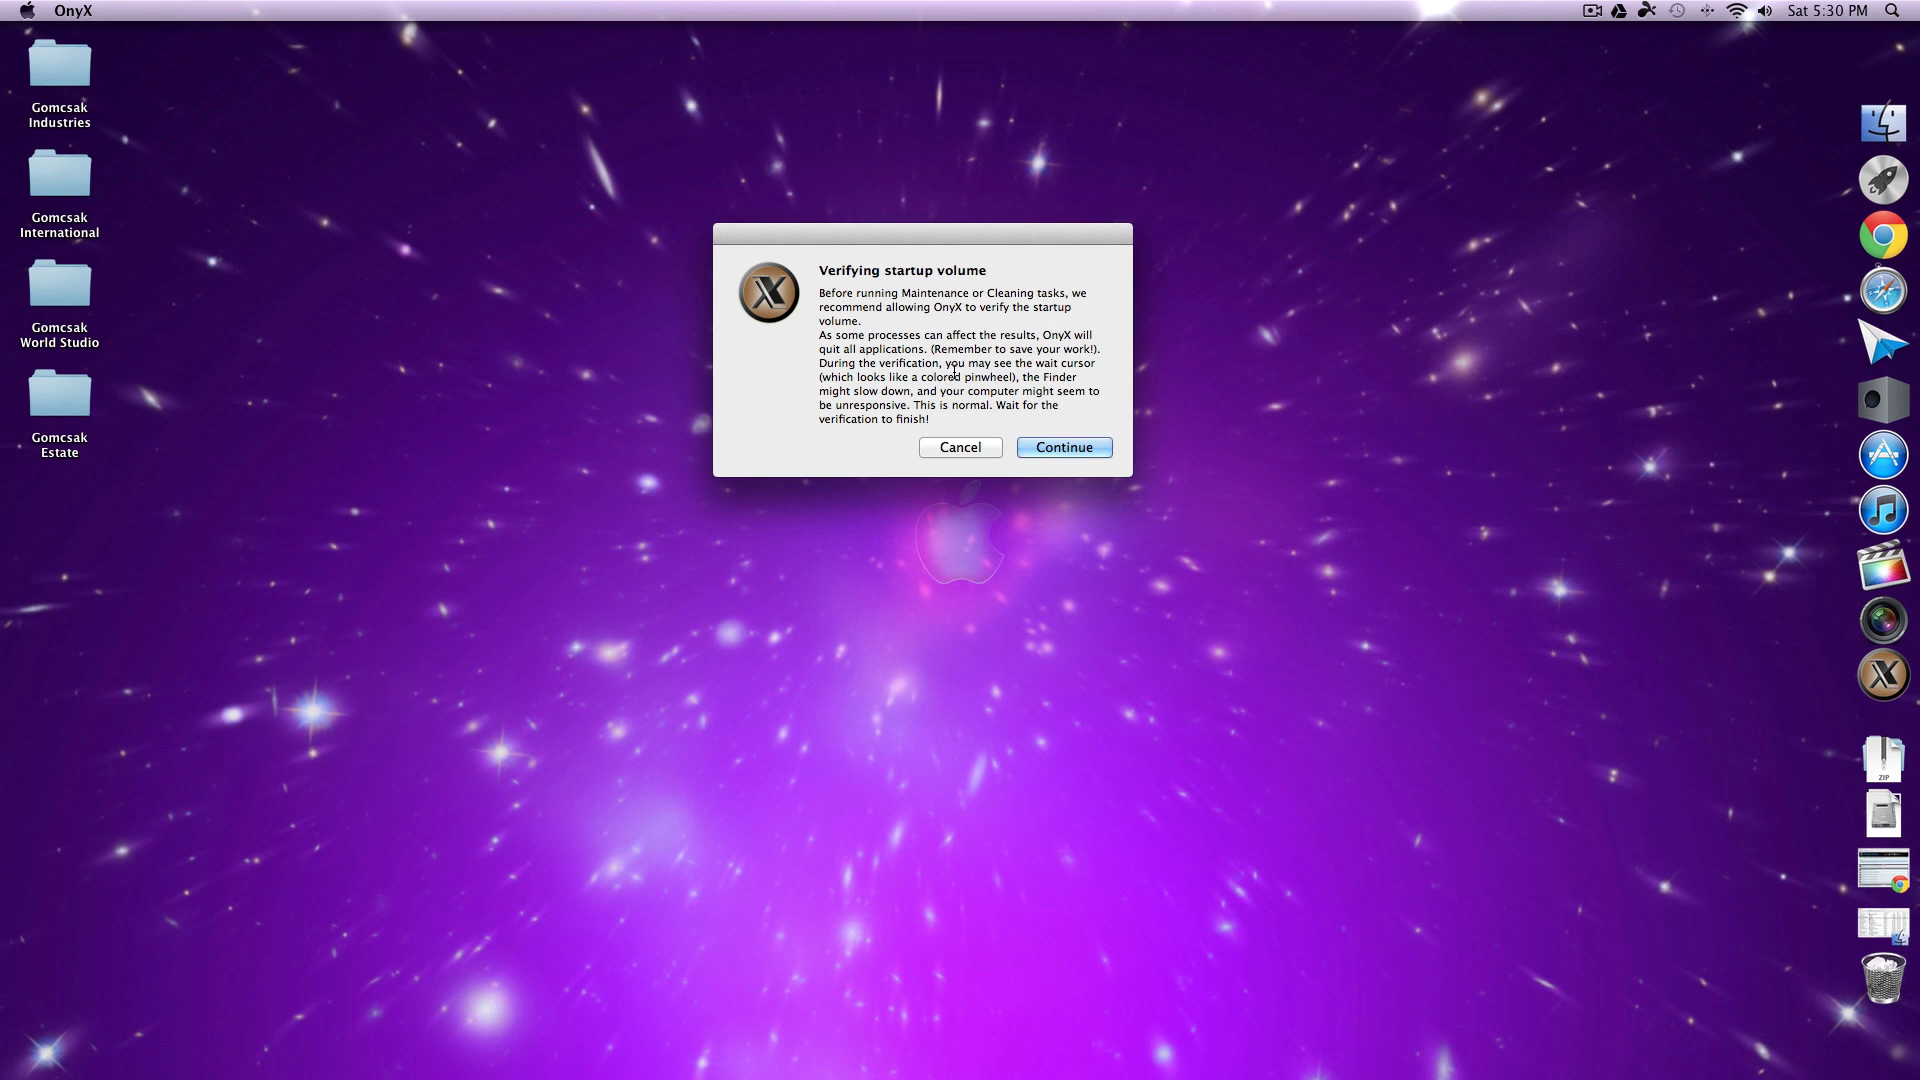 OnyX
Sat 5:30 PM
Gomcsak
Industries
Gomcsak
International
Gomcsak
World Studio
Gomcsak
Estate
Verifying startup volume
Before running Maintenance or Cleaning tasks, we
recommend allowing OnyX to verify the startup
volume.
As some processes can affect the results, OnyX will
quit all applications. (Remember to save your work!).
During the verification, you may see the wait cursor
(which looks like a colored pinwheel), the Finder
might slow down, and your computer might seem to
be unresponsive. This is normal. Wait for the
verification to finish!
Cancel
Continue
ZIP